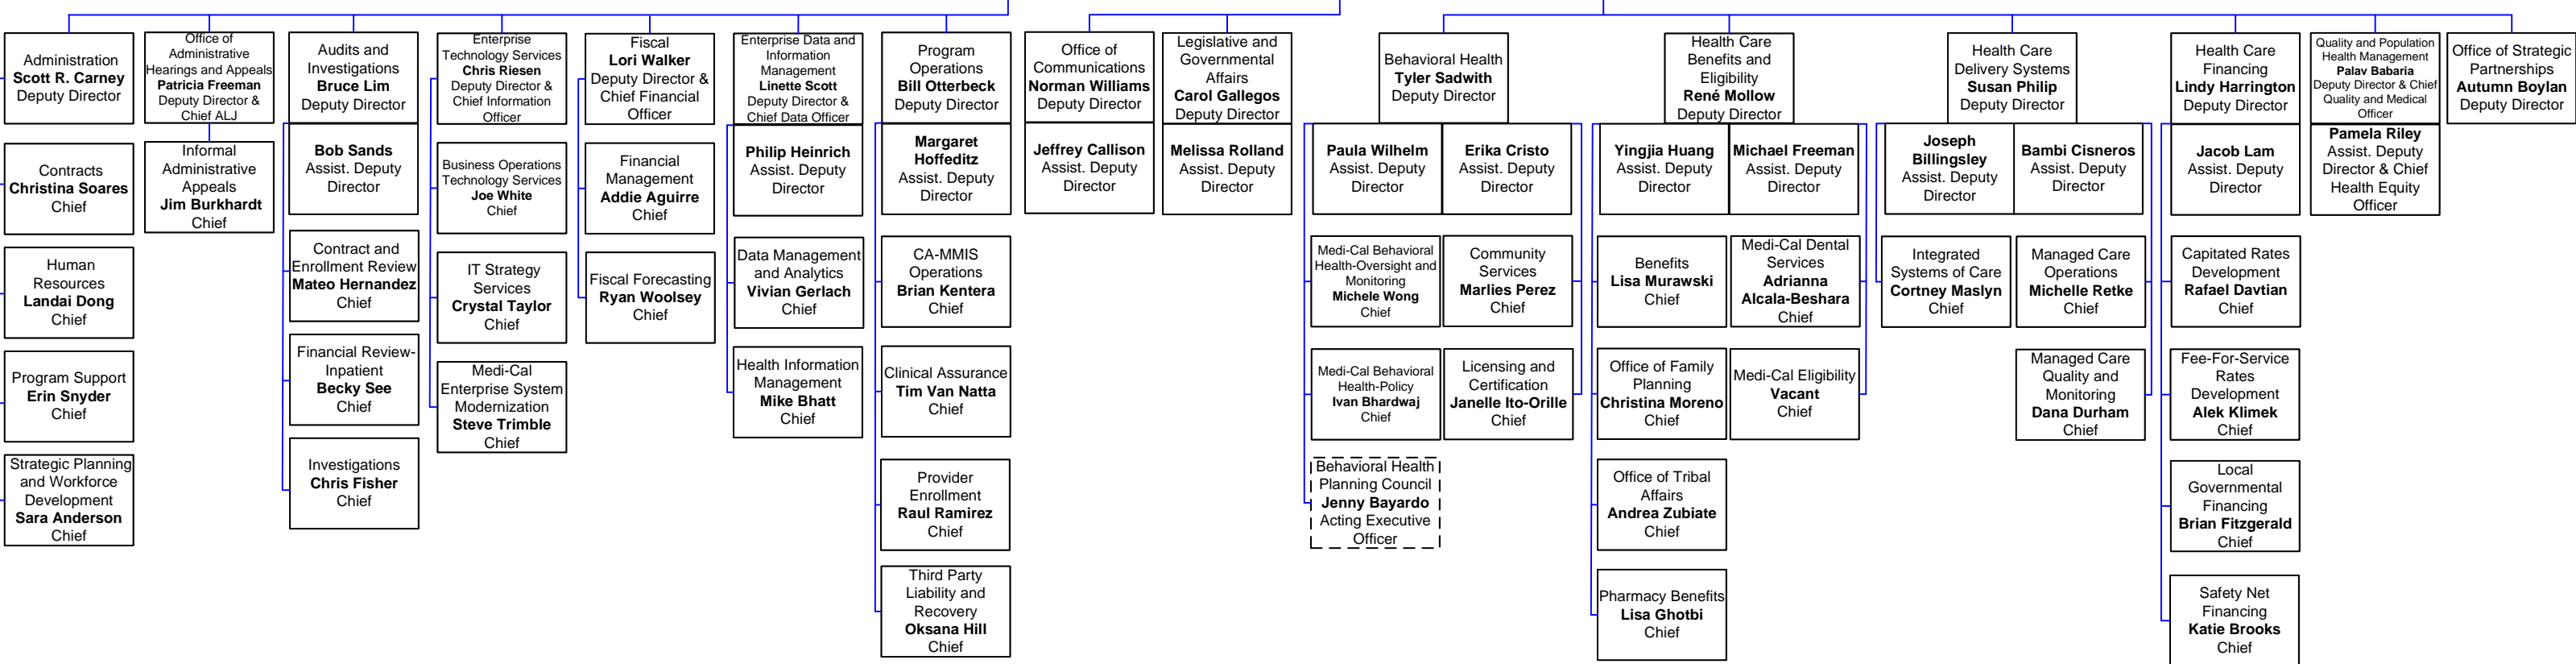 Administration
Scott R. Carney
Deputy Director
Contracts
Christina Soares
Chief
Human
Resources
Landai Dong
Chief
Program Support
Erin Snyder
Chief
Strategic Planning
and Workforce
Development
Sara Anderson
Chief
Office of
Administrative
Hearings and Appeals
Patricia Freeman
Deputy Director &
Chief ALJ
Informal
Administrative
Appeals
Jim Burkhardt
Chief
Audits and
Investigations
Bruce Lim
Deputy Director
Bob Sands
Assist. Deputy
Director
Contract and
Enrollment Review
Mateo Hernandez
Chief
Financial Review-
Inpatient
Becky See
Chief
Investigations
Chris Fisher
Chief
Enterprise
Technology Services
Chris Riesen
Deputy Director &
Chief Information
Officer
Business Operations
Technology Services
Joe White
Chief
IT Strategy
Services
Crystal Taylor
Chief
Medi-Cal
Enterprise System
Modernization
Steve Trimble
Chief
Fiscal
Lori Walker
Deputy Director &
Chief Financial
Officer
Financial
Management
Addie Aguirre
Chief
Fiscal Forecasting
Ryan Woolsey
Chief
Enterprise Data and
Information
Management
Linette Scott
Deputy Director &
Chief Data Officer
Philip Heinrich
Assist. Deputy
Director
Data Management
and Analytics
Vivian Gerlach
Chief
Health Information
Management
Mike Bhatt
Chief
Program
Operations
Bill Otterbeck
Deputy Director
Margaret
Hoffeditz
Assist. Deputy
Director
CA-MMIS
Operations
Brian Kentera
Chief
Clinical Assurance
Tim Van Natta
Chief
Provider
Enrollment
Raul Ramirez
Chief
Third Party
Liability and
Recovery
Oksana Hill
Chief
Office of
Communications
Norman Williams
Deputy Director
Jeffrey Callison
Assist. Deputy
Director
Legislative and
Governmental
Affairs
Carol Gallegos
Deputy Director
Melissa Rolland
Assist. Deputy
Director
Behavioral Health
Tyler Sadwith
Deputy Director
Paula Wilhelm
Assist. Deputy
Director
Erika Cristo
Assist. Deputy
Director
Medi-Cal Behavioral
Health-Oversight and
Monitoring
Michele Wong
Chief
Community
Services
Marlies Perez
Chief
Medi-Cal Behavioral
Health-Policy
Ivan Bhardwaj
Chief
Licensing and
Certification
Janelle Ito-Orille
Chief
Behavioral Health
Planning Council
Jenny Bayardo
Acting Executive
Officer
Health Care
Benefits and
Eligibility
René Mollow
Deputy Director
Yingjia Huang
Assist. Deputy
Director
Michael Freeman
Assist. Deputy
Director
Benefits
Lisa Murawski
Chief
Medi-Cal Dental
Services
Adrianna
Alcala-Beshara
Chief
Office of Family
Planning
Christina Moreno
Chief
Medi-Cal Eligibility
Vacant
Chief
Office of Tribal
Affairs
Andrea Zubiate
Chief
Pharmacy Benefits
Lisa Ghotbi
Chief
Health Care
Delivery Systems
Susan Philip
Deputy Director
Joseph
Billingsley
Assist. Deputy
Director
Bambi Cisneros
Assist. Deputy
Director
Integrated
Systems of Care
Cortney Maslyn
Chief
Managed Care
Operations
Michelle Retke
Chief
Managed Care
Quality and
Monitoring
Dana Durham
Chief
Health Care
Financing
Lindy Harrington
Deputy Director
Jacob Lam
Assist. Deputy
Director
Capitated Rates
Development
Rafael Davtian
Chief
Fee-For-Service
Rates
Development
Alek Klimek
Chief
Local
Governmental
Financing
Brian Fitzgerald
Chief
Safety Net
Financing
Katie Brooks
Chief
Quality and Population
Health Management
Palav Babaria
Deputy Director & Chief
Quality and Medical
Officer
Pamela Riley
Assist. Deputy
Director & Chief
Health Equity
Officer
Office of Strategic
Partnerships
Autumn Boylan
Deputy Director